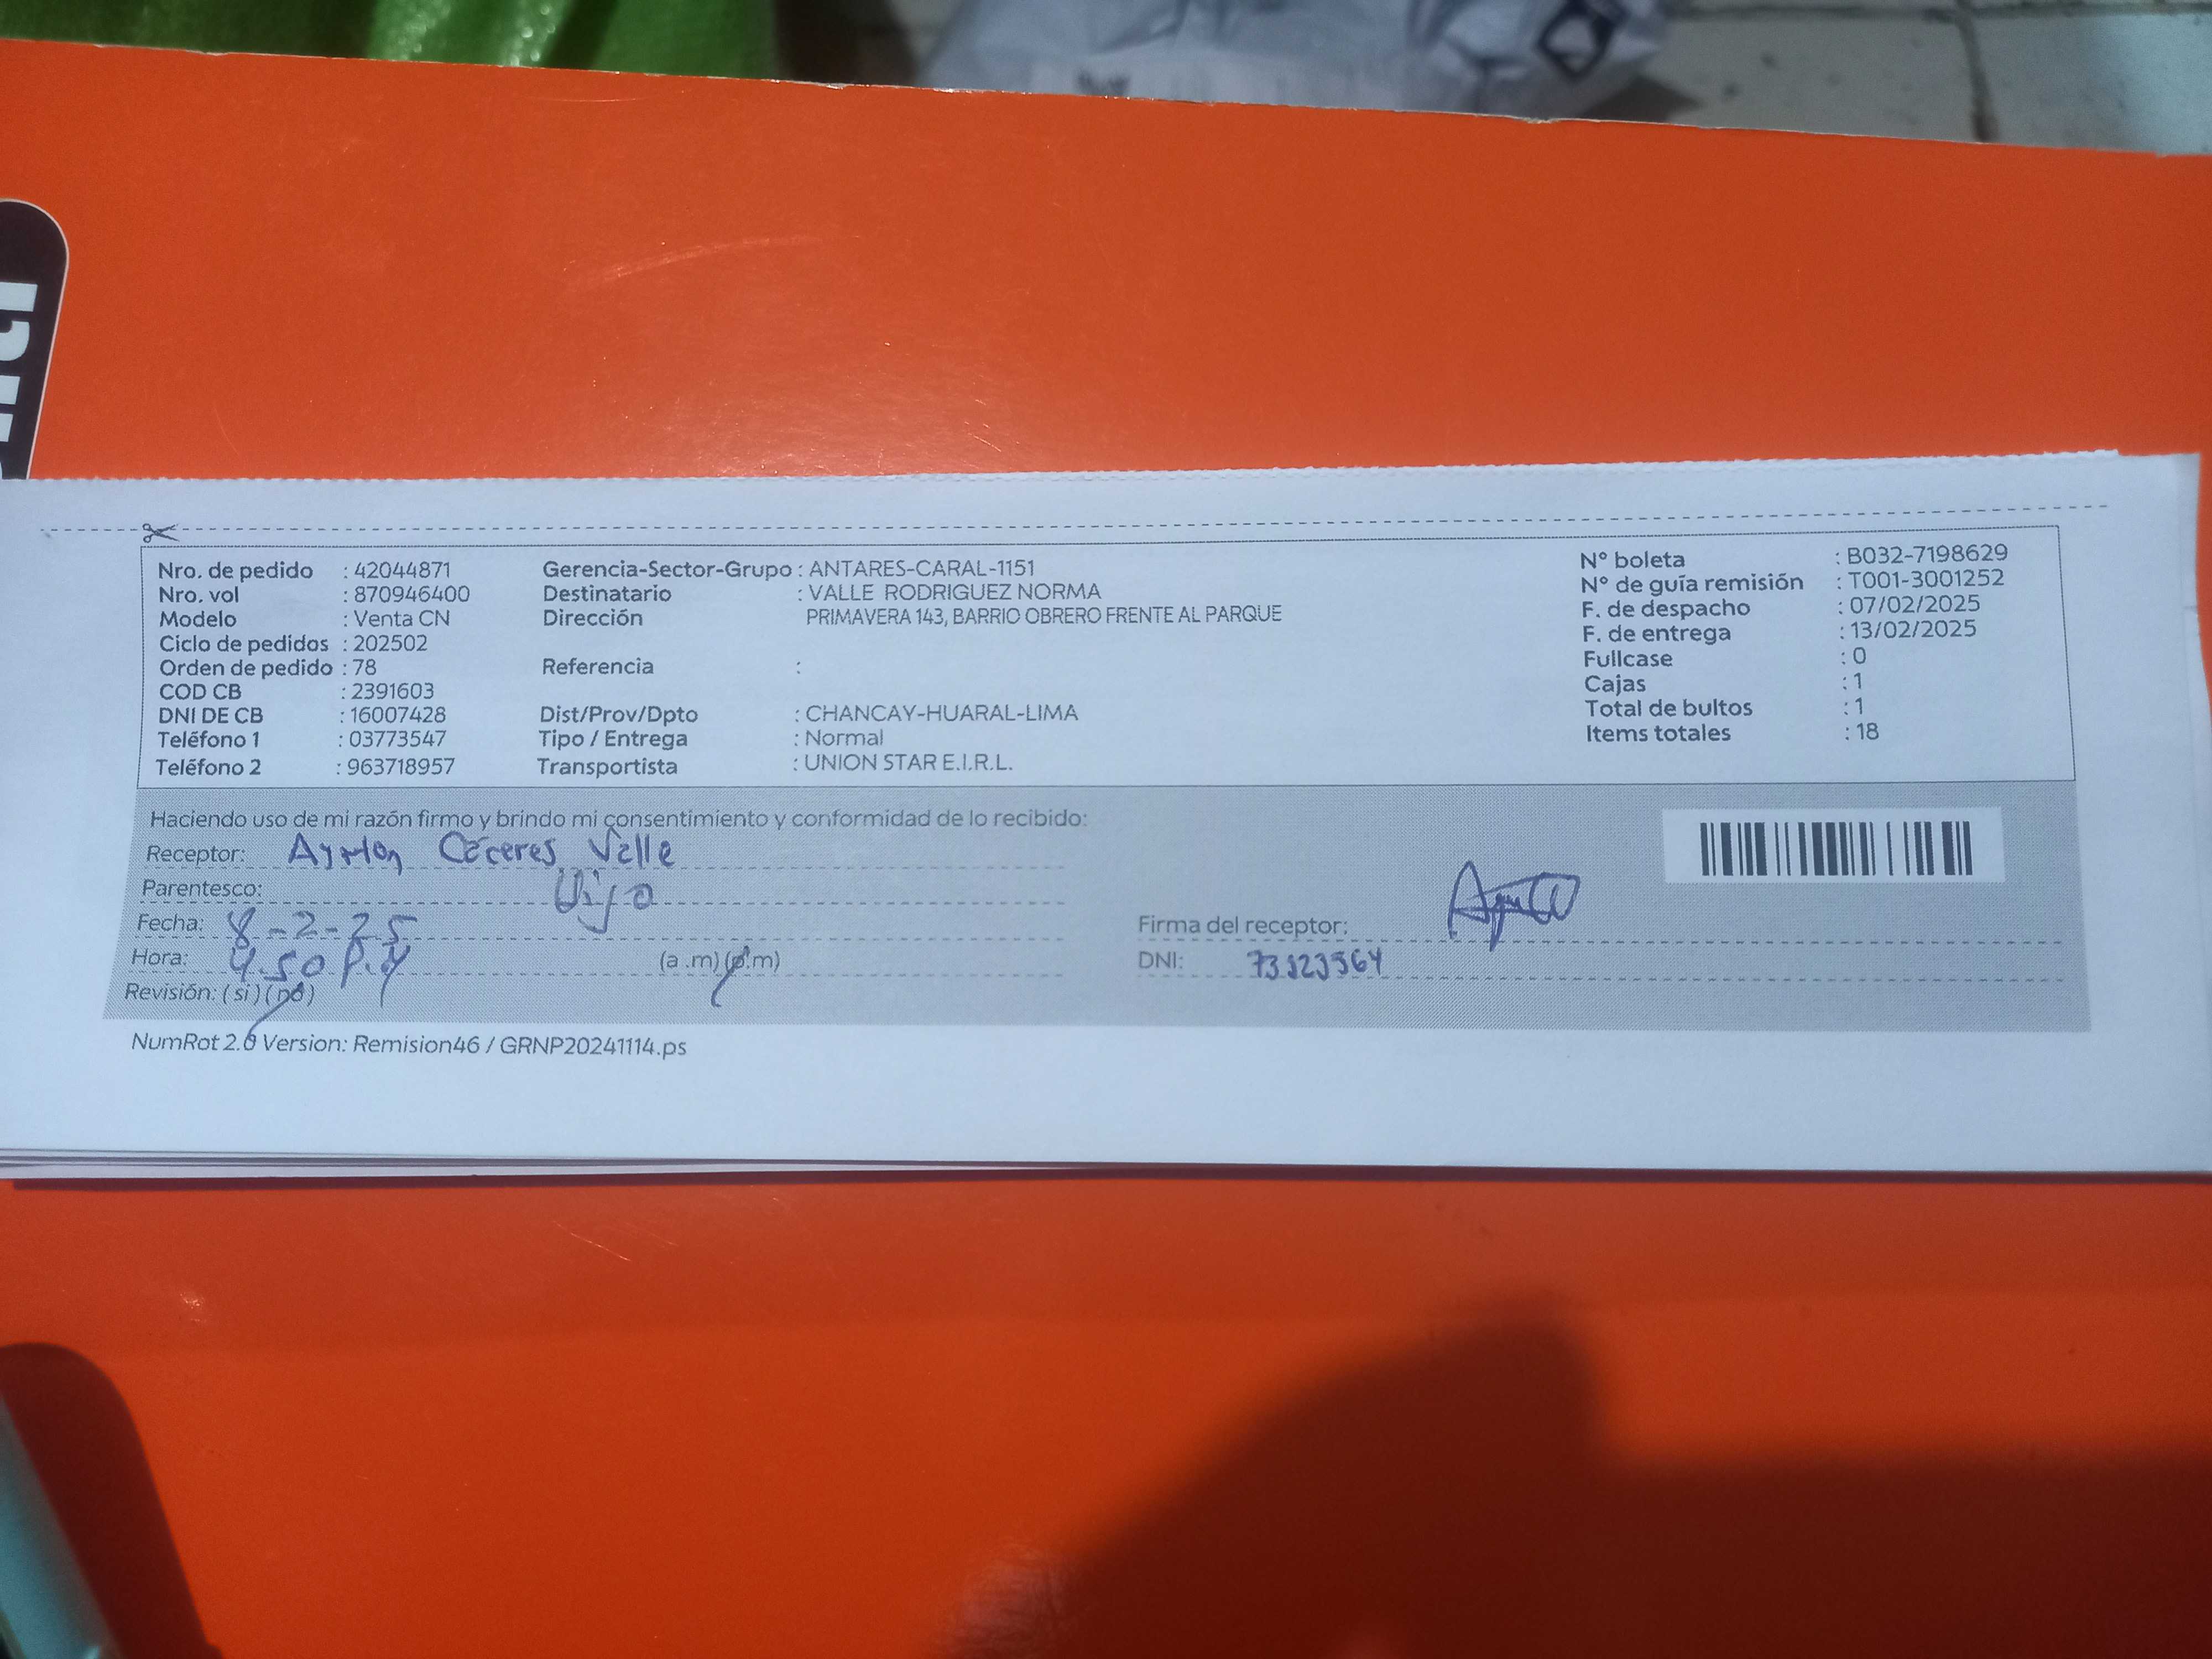 Nro. de pedido : 42044871 Gerencia-Sector-Grupo : ANTARES-CARAL-1151 N° boleta : B032-7198629
Nro. vol : 870946400 Destinatario : VALLE RODRIGUEZ NORMA N° de guía remisión : T001-3001252
Modelo : Venta CN Dirección PRIMAVERA 143, BARRIO OBRERO FRENTE AL PARQUE F. de despacho : 07/02/2025
Ciclo de pedidos : 202502 F. de entrega : 13/02/2025
Orden de pedido : 78 Referencia : Fullcase : 0
COD CB : 2391603 Cajas : 1
DNI DE CB : 16007428 Dist/Prov/Dpto : CHANCAY-HUARAL-LIMA Total de bultos : 1
Teléfono 1 : 03773547 Tipo / Entrega : Normal Items totales : 18
Teléfono 2 : 963718957 Transportista : UNION STAR E.I.R.L.
Haciendo uso de mi razón firmo y brindo mi consentimiento y conformidad de lo recibido:
Receptor: Ayrton Cáceres Valle
Parentesco: Hijo
Fecha: 8-2-25 Firma del receptor:
Hora: 4.50 P.M (a .m) (p.m) DNI:
Revisión: (si) (no)
NumRot 2.0 Version: Remision46 / GRNP20241114.ps